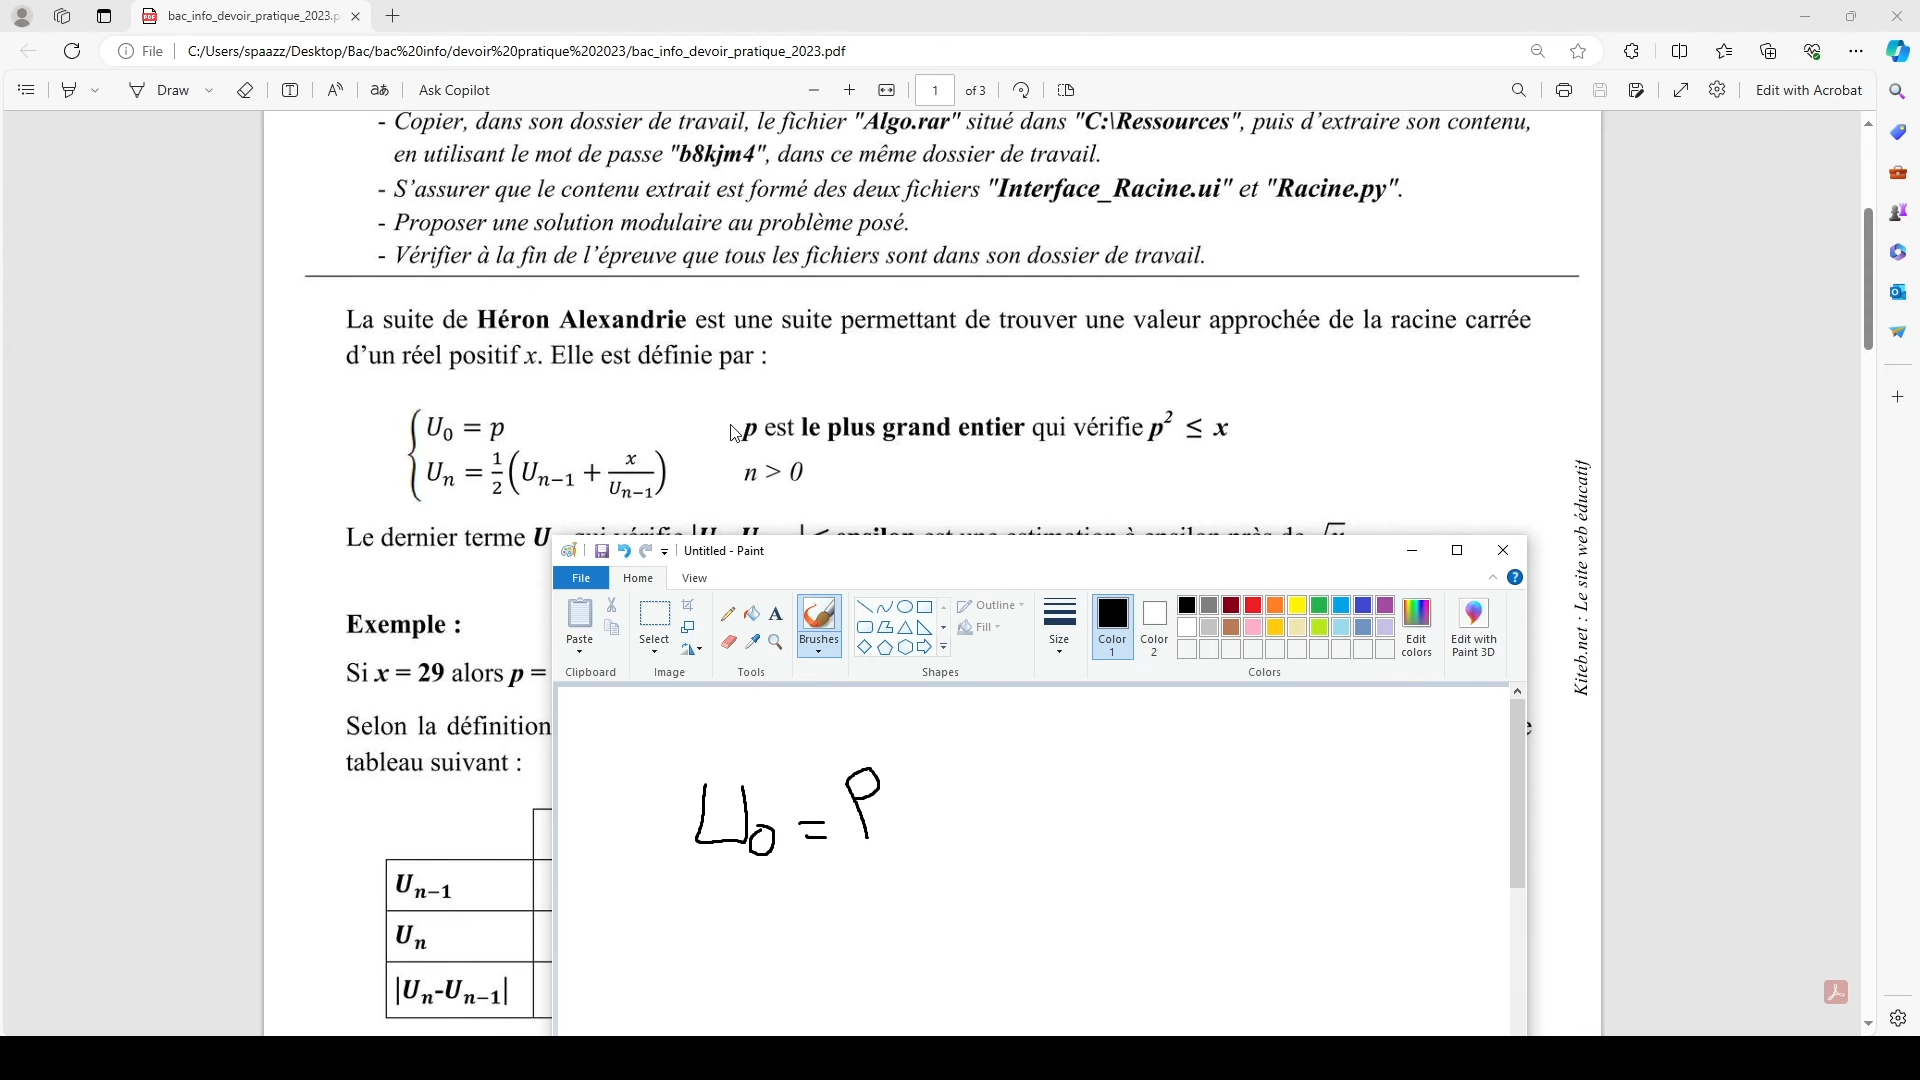 bac_info_devoir_pratique_2023.p
File
C:/Users/spaazz/Desktop/Bac/bac%20info/devoir%20pratique%202023/bac_info_devoir_pratique_2023.pdf
Draw
aあ
Ask Copilot
1 of 3
Edit with Acrobat
- Copier, dans son dossier de travail, le fichier "Algo.rar" situé dans "C:\Ressources", puis d'extraire son contenu,
en utilisant le mot de passe "b8kjm4", dans ce même dossier de travail.
- S'assurer que le contenu extrait est formé des deux fichiers "Interface_Racine.ui" et "Racine.py".
- Proposer une solution modulaire au problème posé.
- Vérifier à la fin de l'épreuve que tous les fichiers sont dans son dossier de travail.
La suite de Héron Alexandrie est une suite permettant de trouver une valeur approchée de la racine carrée
d'un réel positif x. Elle est définie par :
U₀ = p p est le plus grand entier qui vérifie p² ≤ x
Uₙ = 1/2 (Uₙ₋₁ + x/Uₙ₋₁) n > 0
Le dernier terme U
Kiteb.net : Le site web éducatif
Untitled - Paint
File Home View
Paste
Clipboard
Select
Image
Tools
Brushes
Outline
Fill
Shapes
Size
Color 1
Color 2
Edit colors
Colors
Edit with Paint 3D
Exemple :
Si x = 29 alors p =
Selon la définition
tableau suivant :
U₀ = P
Uₙ₋₁
Uₙ
|Uₙ-Uₙ₋₁|